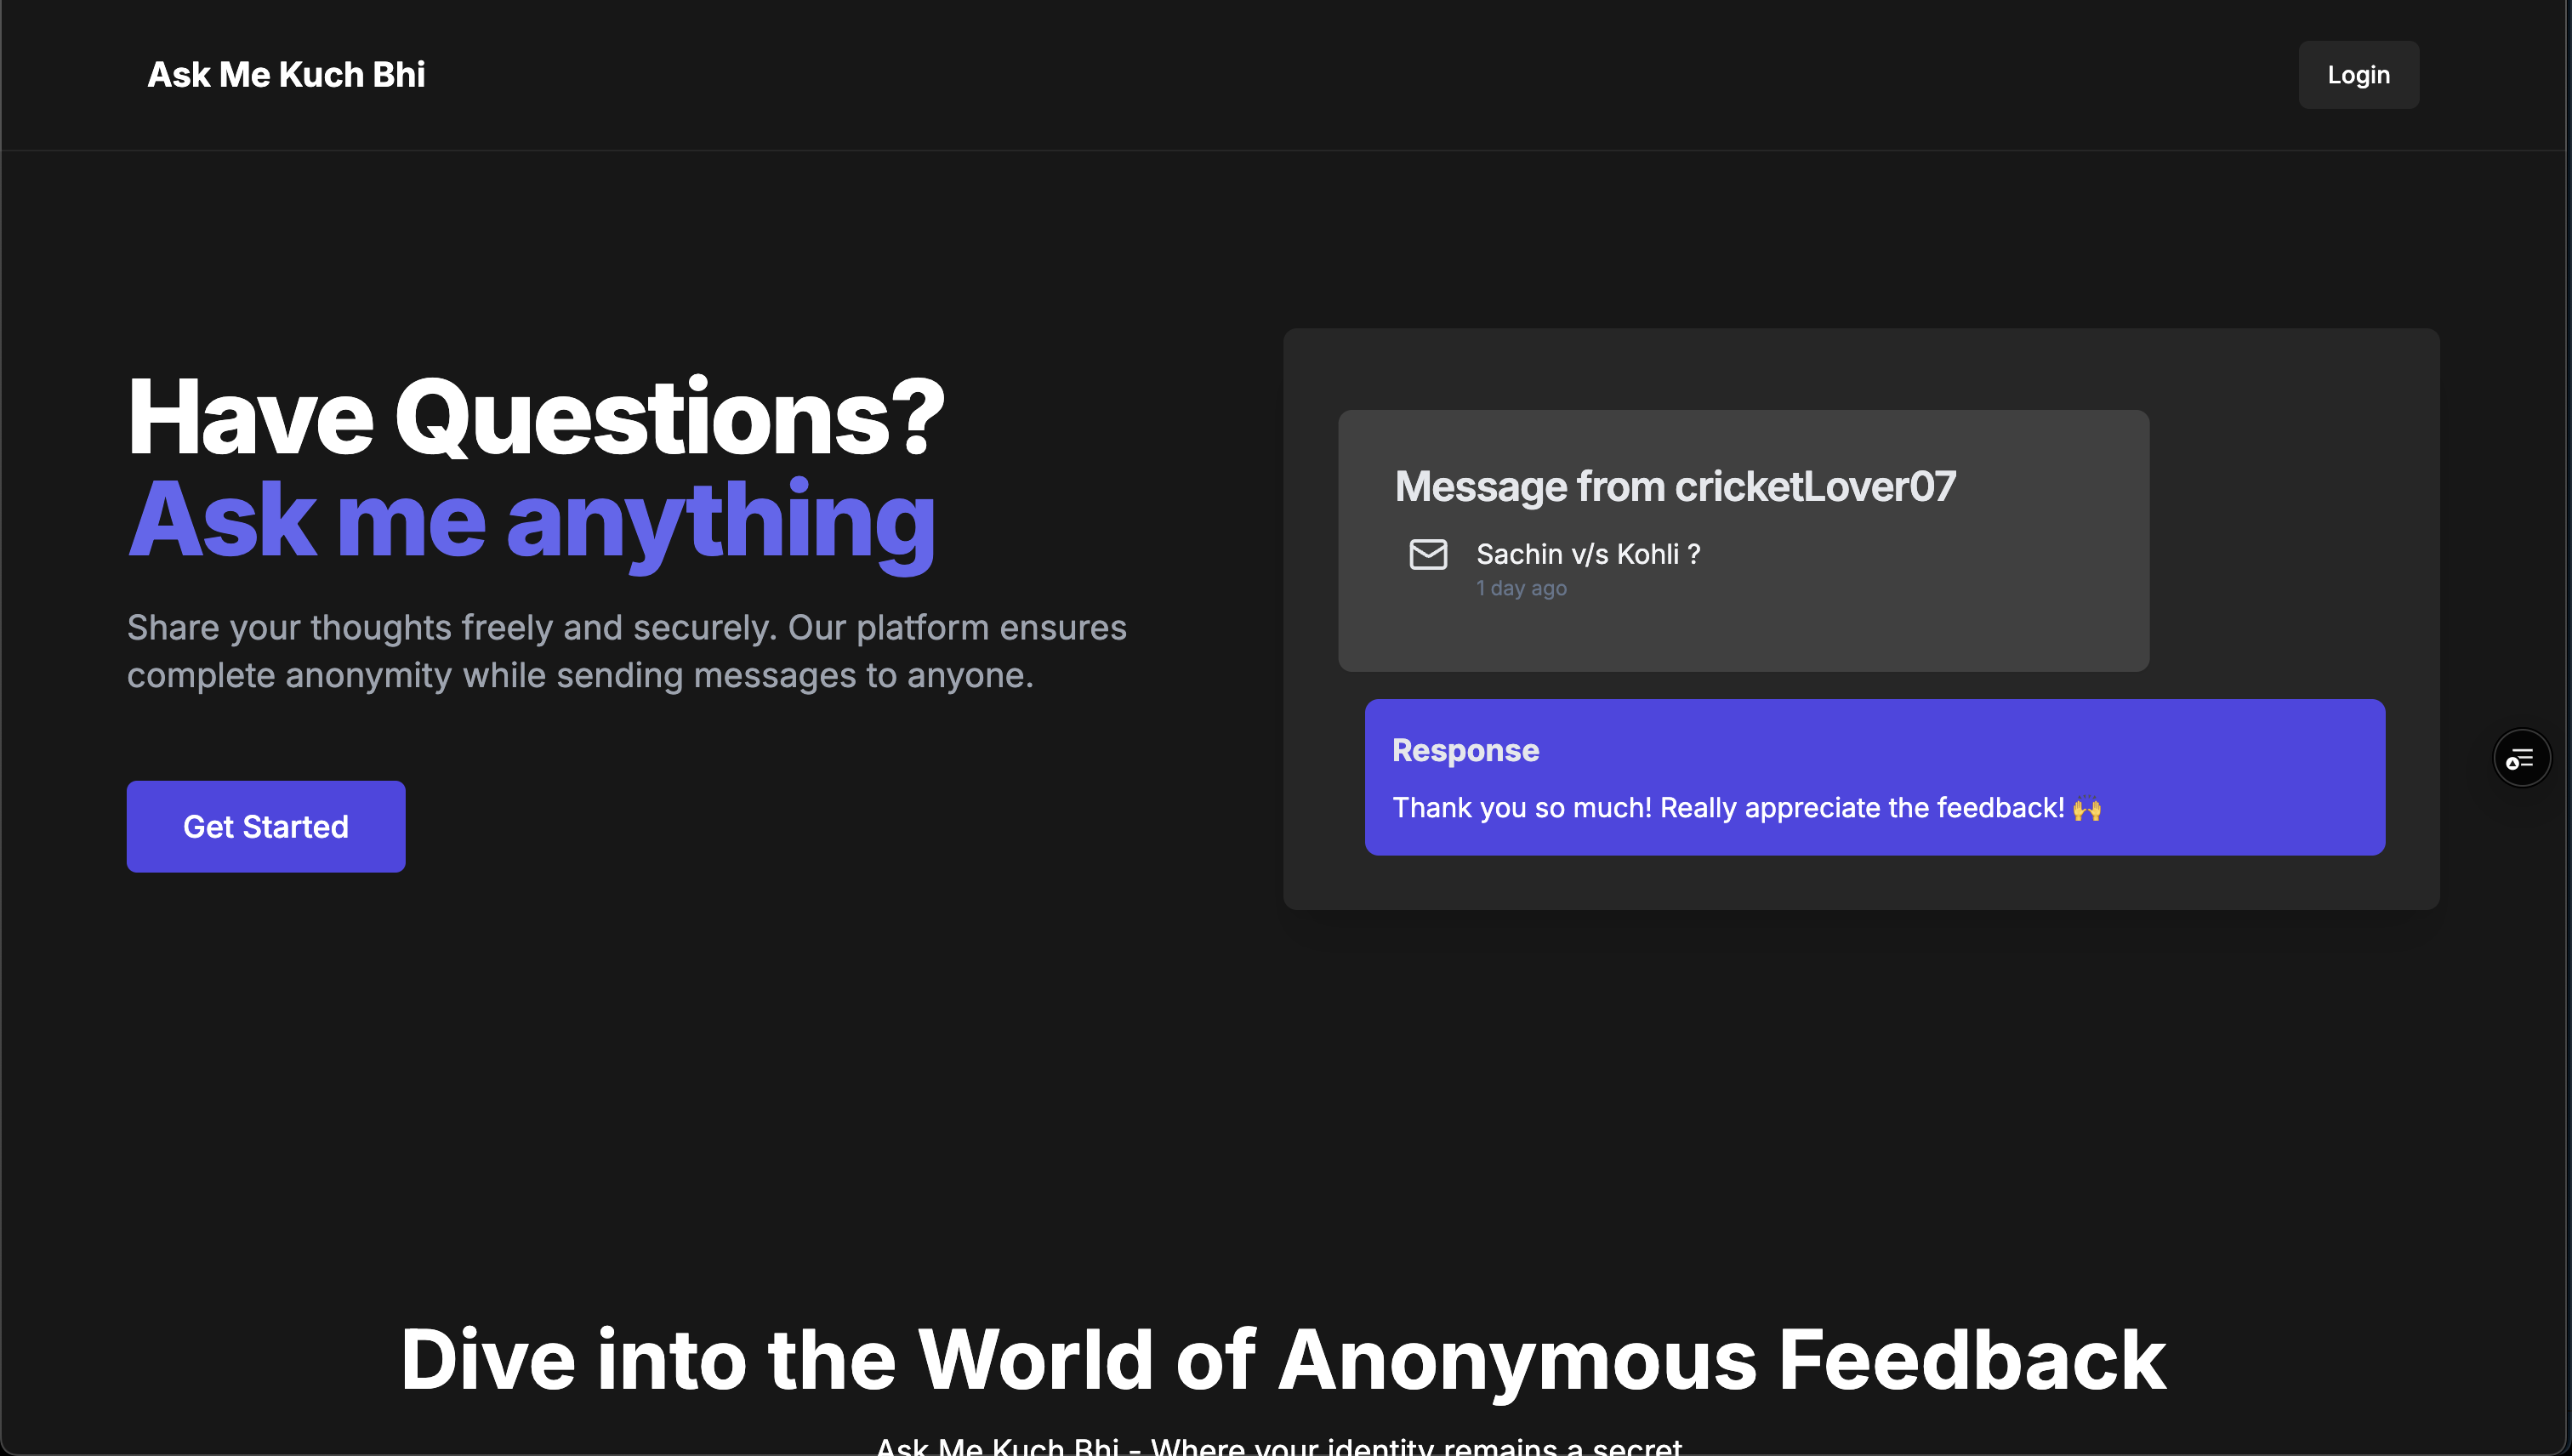 Ask Me Kuch Bhi
Login
Have Questions?
Ask me anything
Share your thoughts freely and securely. Our platform ensures
complete anonymity while sending messages to anyone.
Get Started
Message from cricketLover07
Sachin v/s Kohli ?
1 day ago
Response
Thank you so much! Really appreciate the feedback! 🙌
Dive into the World of Anonymous Feedback
Ask Me Kuch Bhi - Where your identity remains a secret